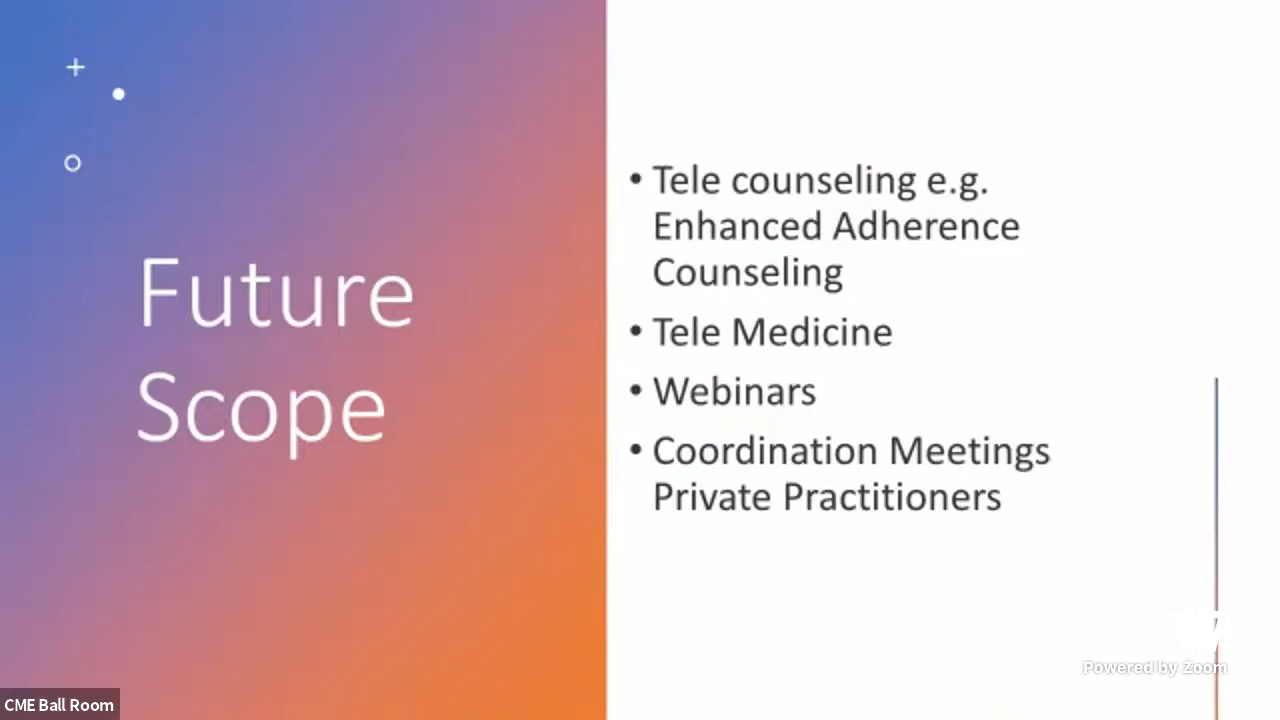 Future
Scope
• Tele counseling e.g.
Enhanced Adherence
Counseling
• Tele Medicine
• Webinars
• Coordination Meetings
Private Practitioners
Powered by Zoom
CME Ball Room